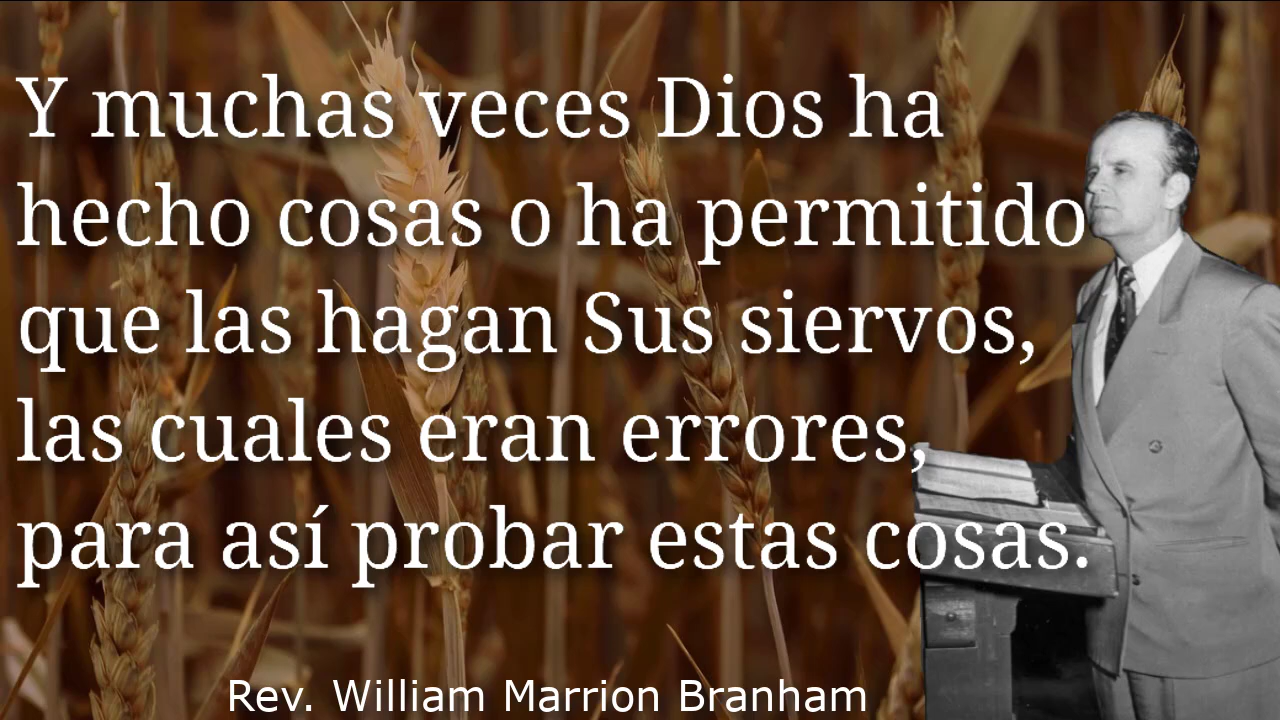 Y muchas veces Dios ha
hecho cosas o ha permitido
que las hagan Sus siervos,
las cuales eran errores,
para así probar estas cosas.
Rev. William Marrion Branham